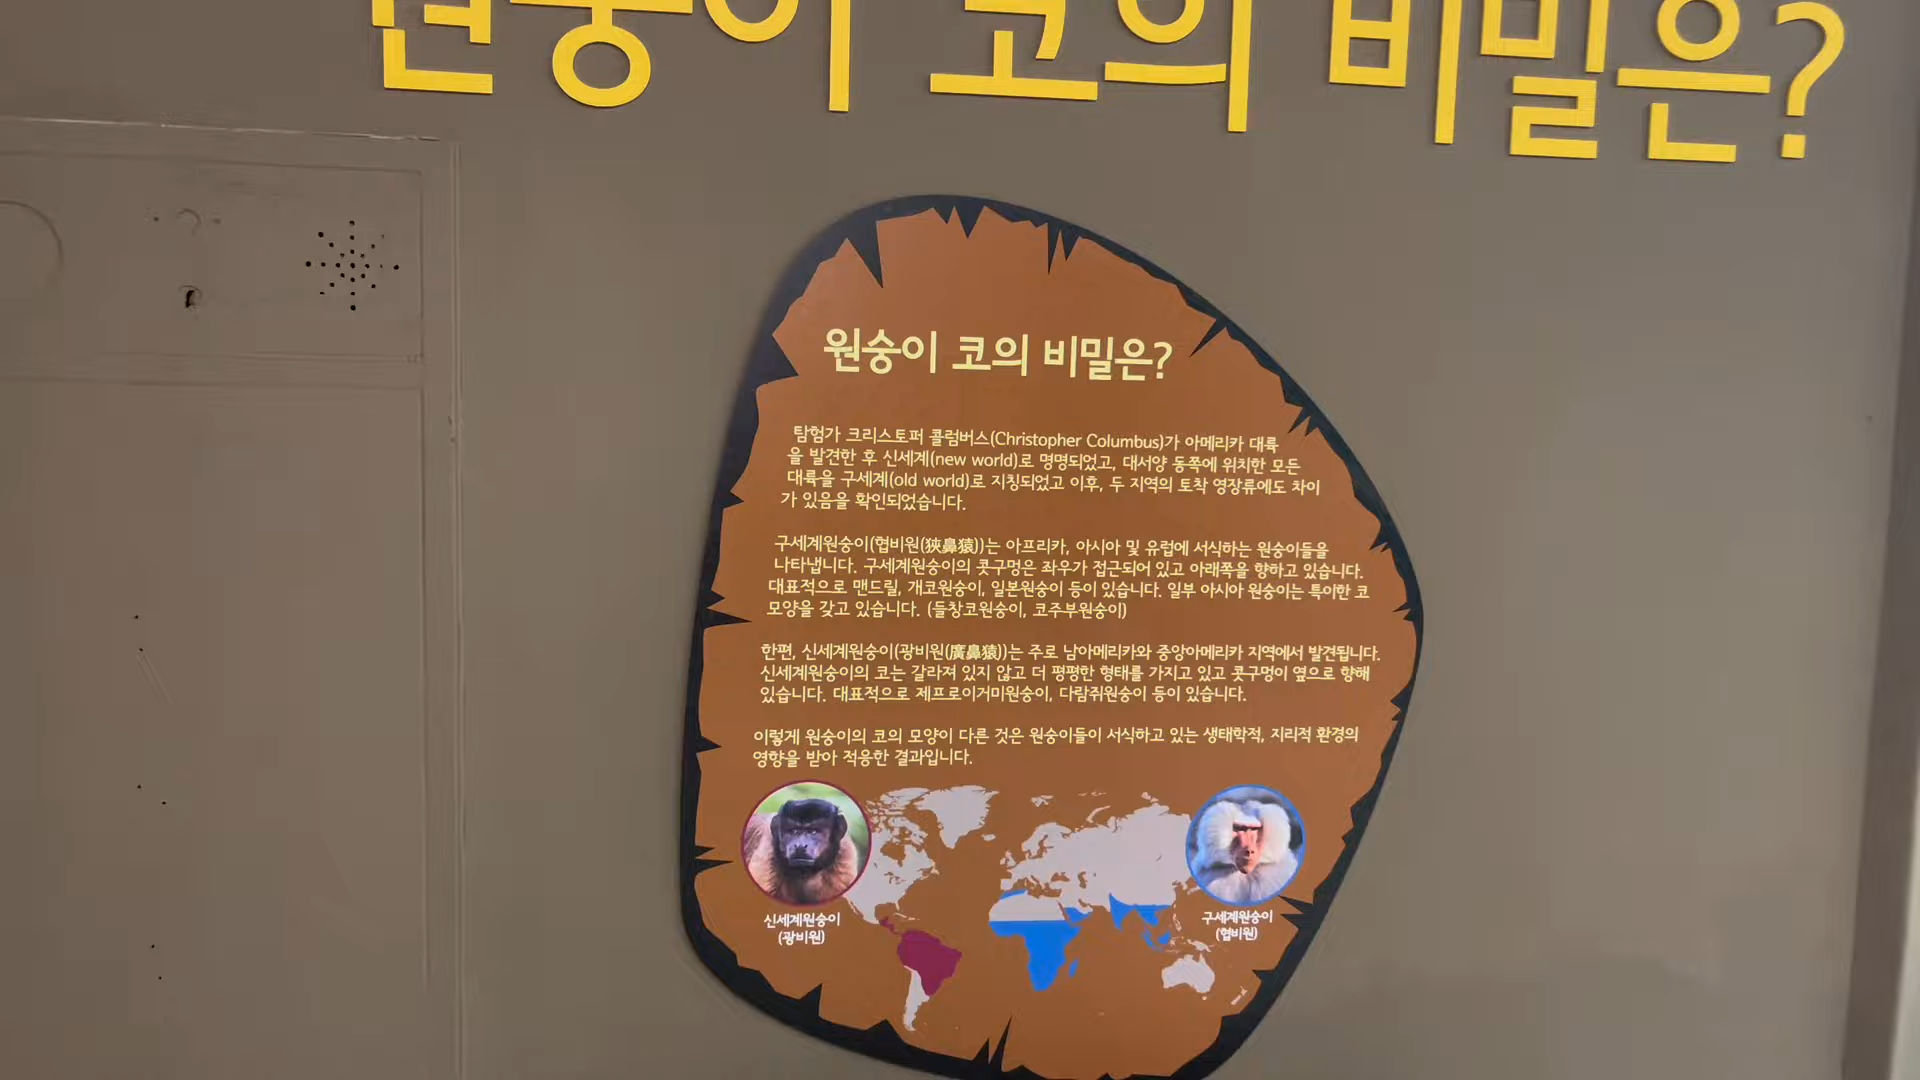 원숭이 코의 비밀은?
원숭이 코의 비밀은?
탐험가 크리스토퍼 콜럼버스(Christopher Columbus)가 아메리카 대륙
을 발견한 후 신세계(new world)로 명명되었고, 대서양 동쪽에 위치한 모든
대륙을 구세계(old world)로 지칭되었고 이후, 두 지역의 토착 영장류에도 차이
가 있음을 확인되었습니다.
구세계원숭이(협비원(狹鼻猿))는 아프리카, 아시아 및 유럽에 서식하는 원숭이들을
나타냅니다. 구세계원숭이의 콧구멍은 좌우가 접근되어 있고 아래쪽을 향하고 있습니다.
대표적으로 맨드릴, 개코원숭이, 일본원숭이 등이 있습니다. 일부 아시아 원숭이는 특이한 코
모양을 갖고 있습니다. (들창코원숭이, 코주부원숭이)
한편, 신세계원숭이(광비원(廣鼻猿))는 주로 남아메리카와 중앙아메리카 지역에서 발견됩니다.
신세계원숭이의 코는 갈라져 있지 않고 더 평평한 형태를 가지고 있고 콧구멍이 옆으로 향해
있습니다. 대표적으로 제프로이거미원숭이, 다람쥐원숭이 등이 있습니다.
이렇게 원숭이의 코의 모양이 다른 것은 원숭이들이 서식하고 있는 생태학적, 지리적 환경의
영향을 받아 적응한 결과입니다.
신세계원숭이
(광비원)
구세계원숭이
(협비원)